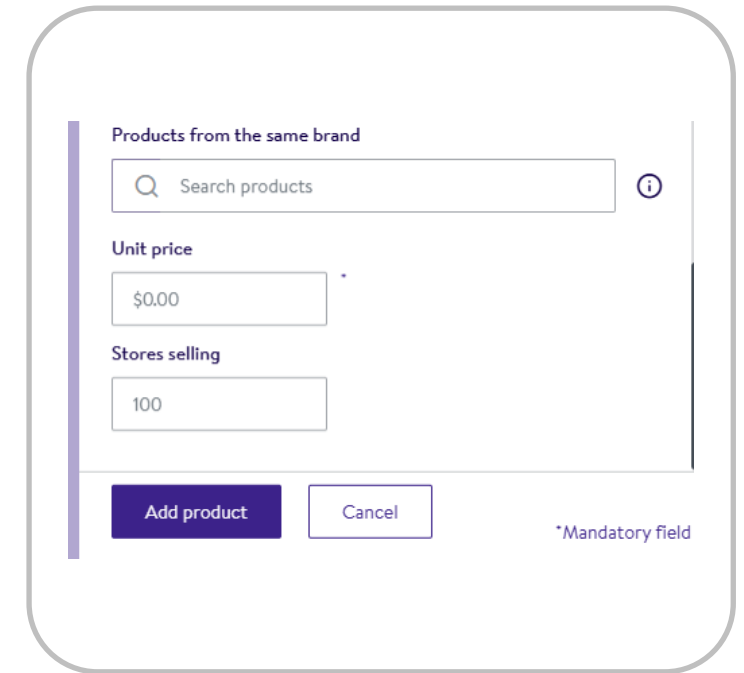 Products from the same brand
Search products
Unit price
*
$0.00
Stores selling
100
Add product
Cancel
*Mandatory field